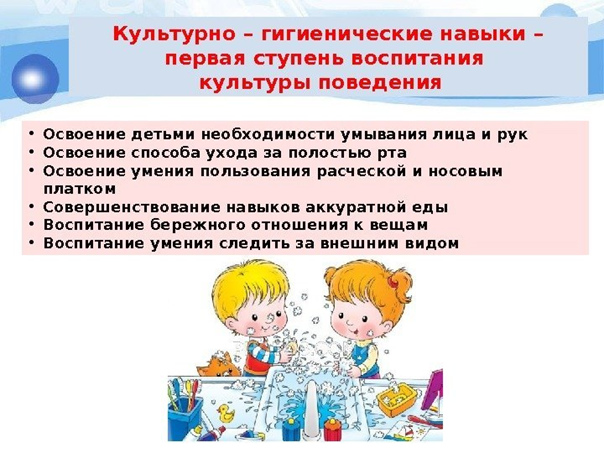 Культурно – гигиенические навыки –
первая ступень воспитания
культуры поведения
• Освоение детьми необходимости умывания лица и рук
• Освоение способа ухода за полостью рта
• Освоение умения пользования расческой и носовым
платком
• Совершенствование навыков аккуратной еды
• Воспитание бережного отношения к вещам
• Воспитание умения следить за внешним видом